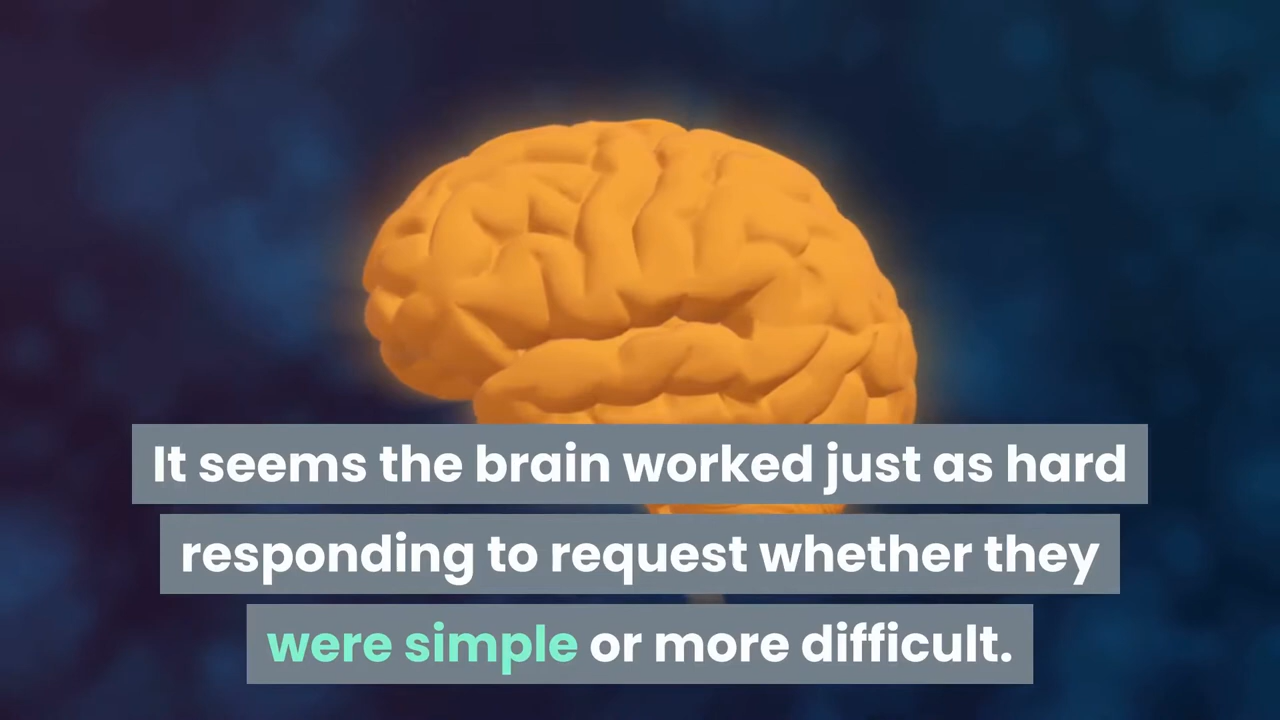 It seems the brain worked just as hard
responding to request whether they
were simple or more difficult.